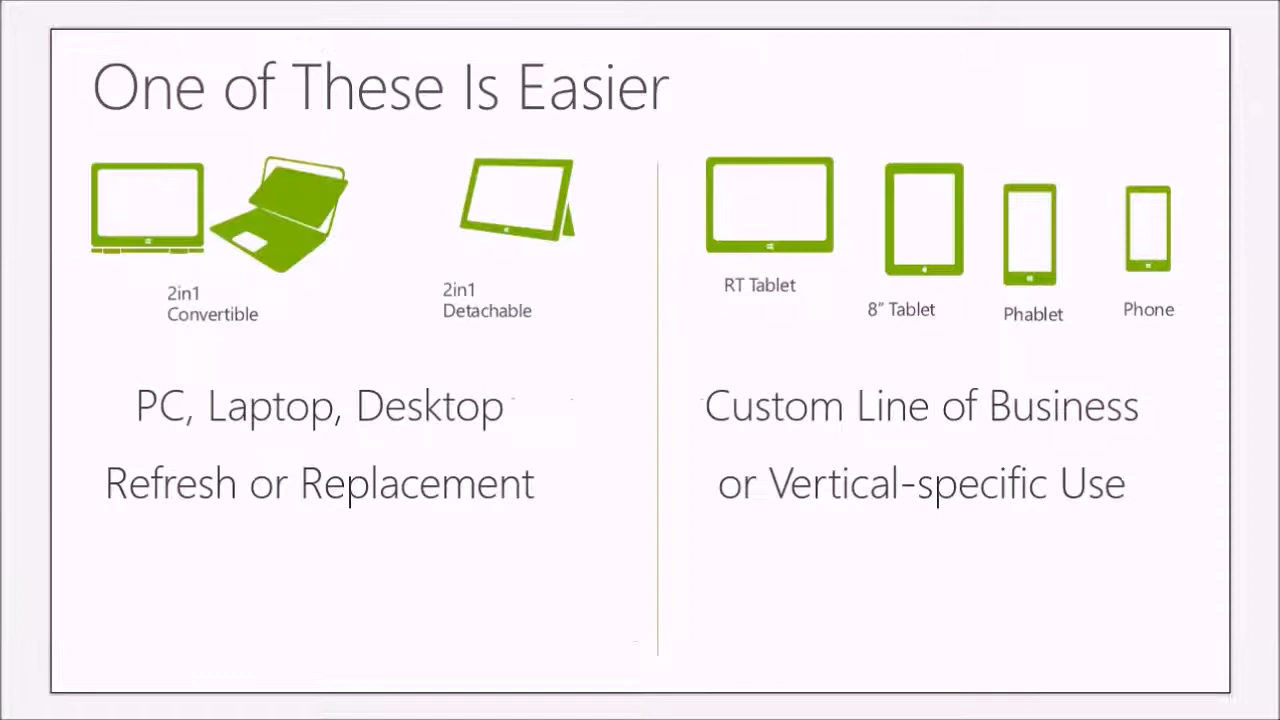 One of These Is Easier
2in1
Convertible
2in1
Detachable
RT Tablet
8” Tablet
Phablet
Phone
PC, Laptop, Desktop
Refresh or Replacement
Custom Line of Business
or Vertical-specific Use